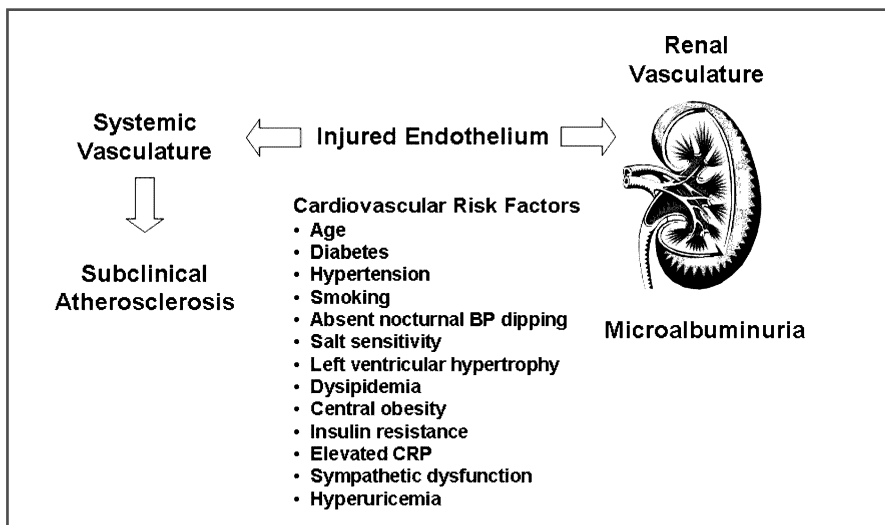 Renal
Vasculature
Systemic
Vasculature
Injured Endothelium
Cardiovascular Risk Factors
• Age
• Diabetes
• Hypertension
• Smoking
• Absent nocturnal BP dipping
• Salt sensitivity
• Left ventricular hypertrophy
• Dysipidemia
• Central obesity
• Insulin resistance
• Elevated CRP
• Sympathetic dysfunction
• Hyperuricemia
Subclinical
Atherosclerosis
Microalbuminuria